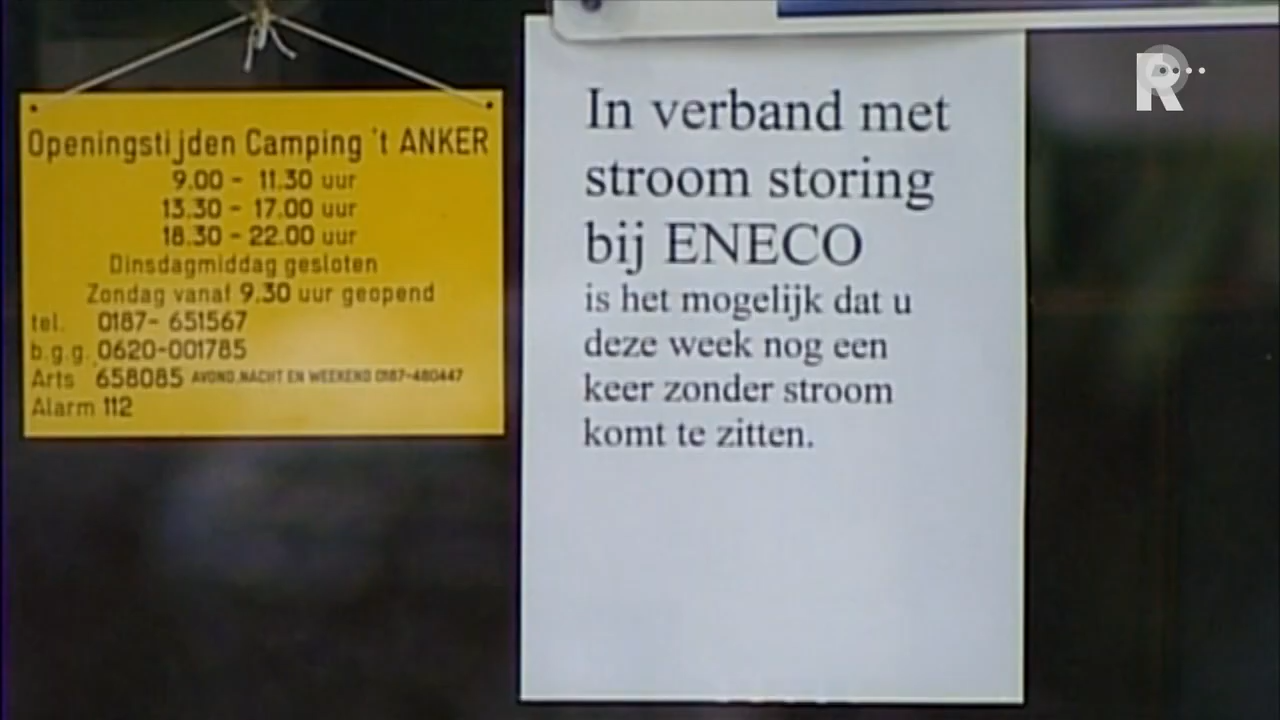 Openingstijden Camping 't ANKER
9.00 - 11.30 uur
13.30 - 17.00 uur
18.30 - 22.00 uur
Dinsdagmiddag gesloten
Zondag vanaf 9.30 uur geopend
tel. 0187- 651567
b.g.g. 0620-001785
Arts 658085 AVOND, NACHT EN WEEKEND 0187-480447
Alarm 112
In verband met
stroom storing
bij ENECO
is het mogelijk dat u
deze week nog een
keer zonder stroom
komt te zitten.
R